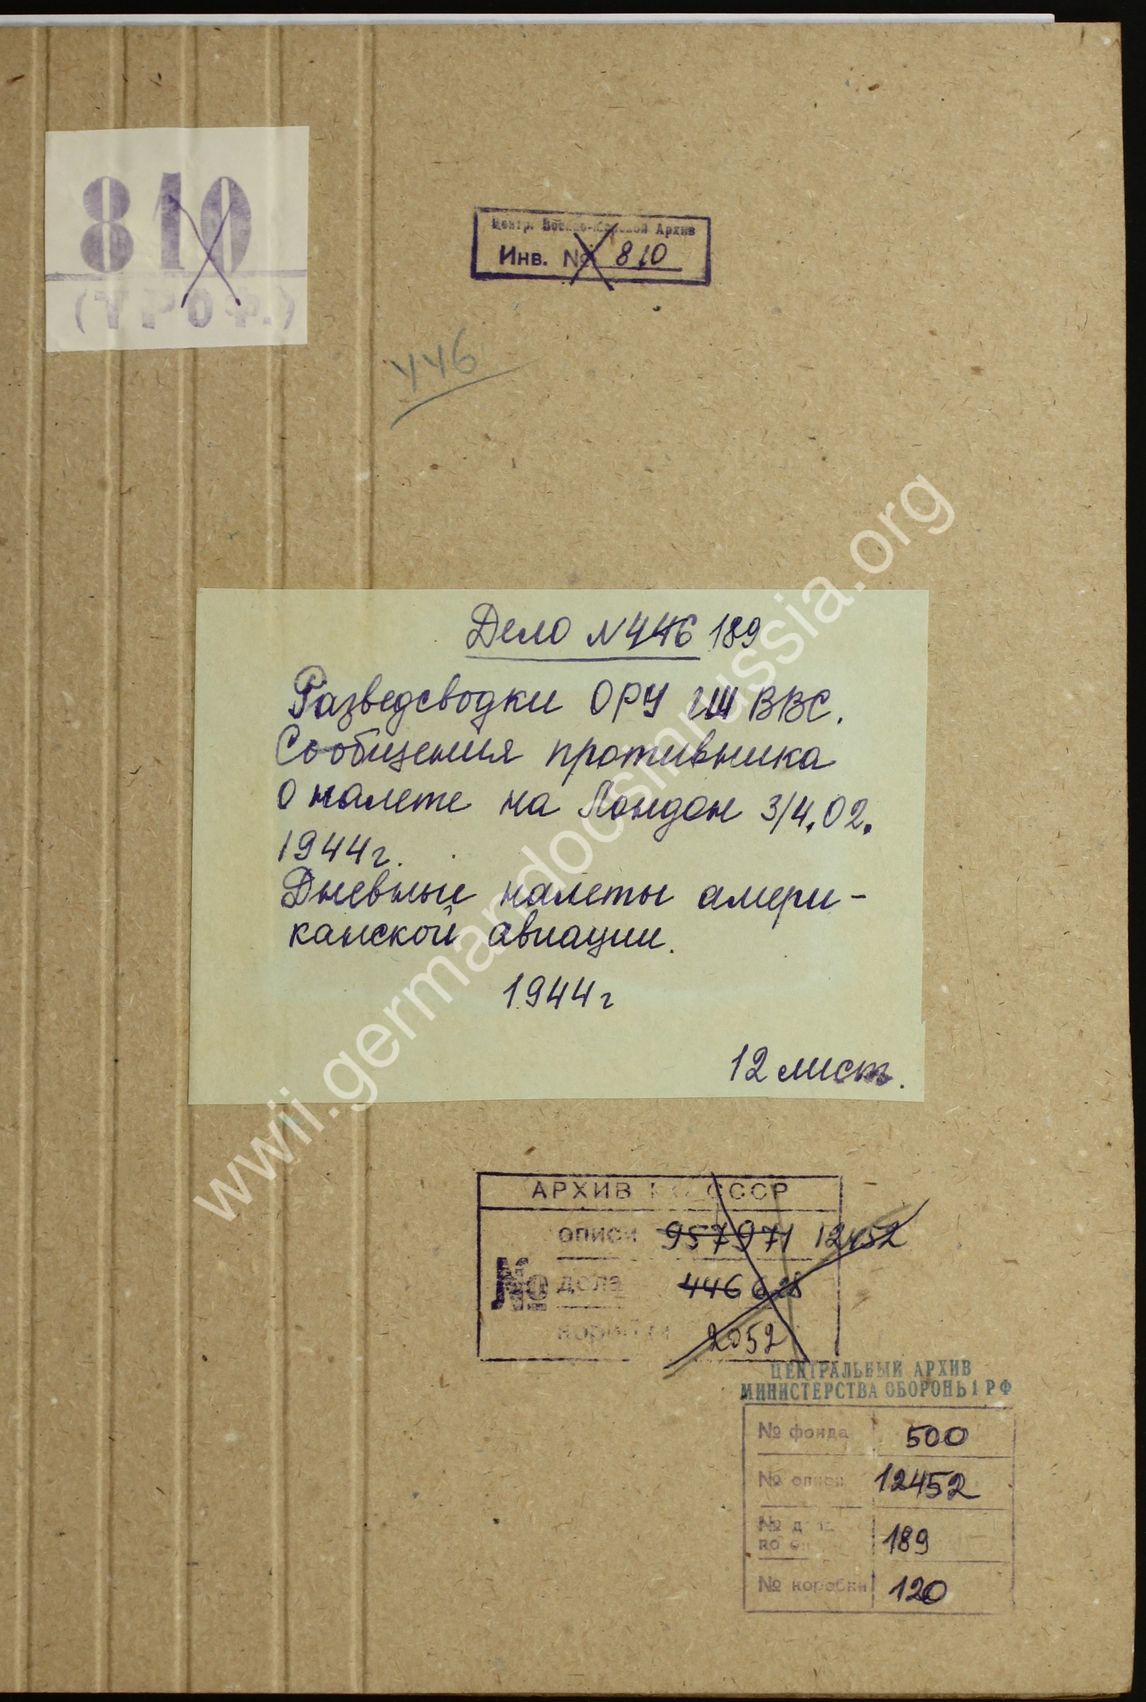 810
(ТРОФ.)
Центр. Военно-Морской Архив
Инв. № 810
446
Дело № 446 189
Разведсводки ОРУ ГШ ВВС.
Сообщения противника
о налете на Лондон 3/4.02.
1944г.
Дневные налеты амери-
канской авиации.
1944г
12 лист.
www.germandocsinrussia.org
АРХИВ СССР
№
описи 957971 12452
дела 446
коробки 2052
ЦЕНТРАЛЬНЫЙ АРХИВ
МИНИСТЕРСТВА ОБОРОНЫ РФ
№ фонда 500
№ описи 12452
№ дела
по 189
№ коробки 120